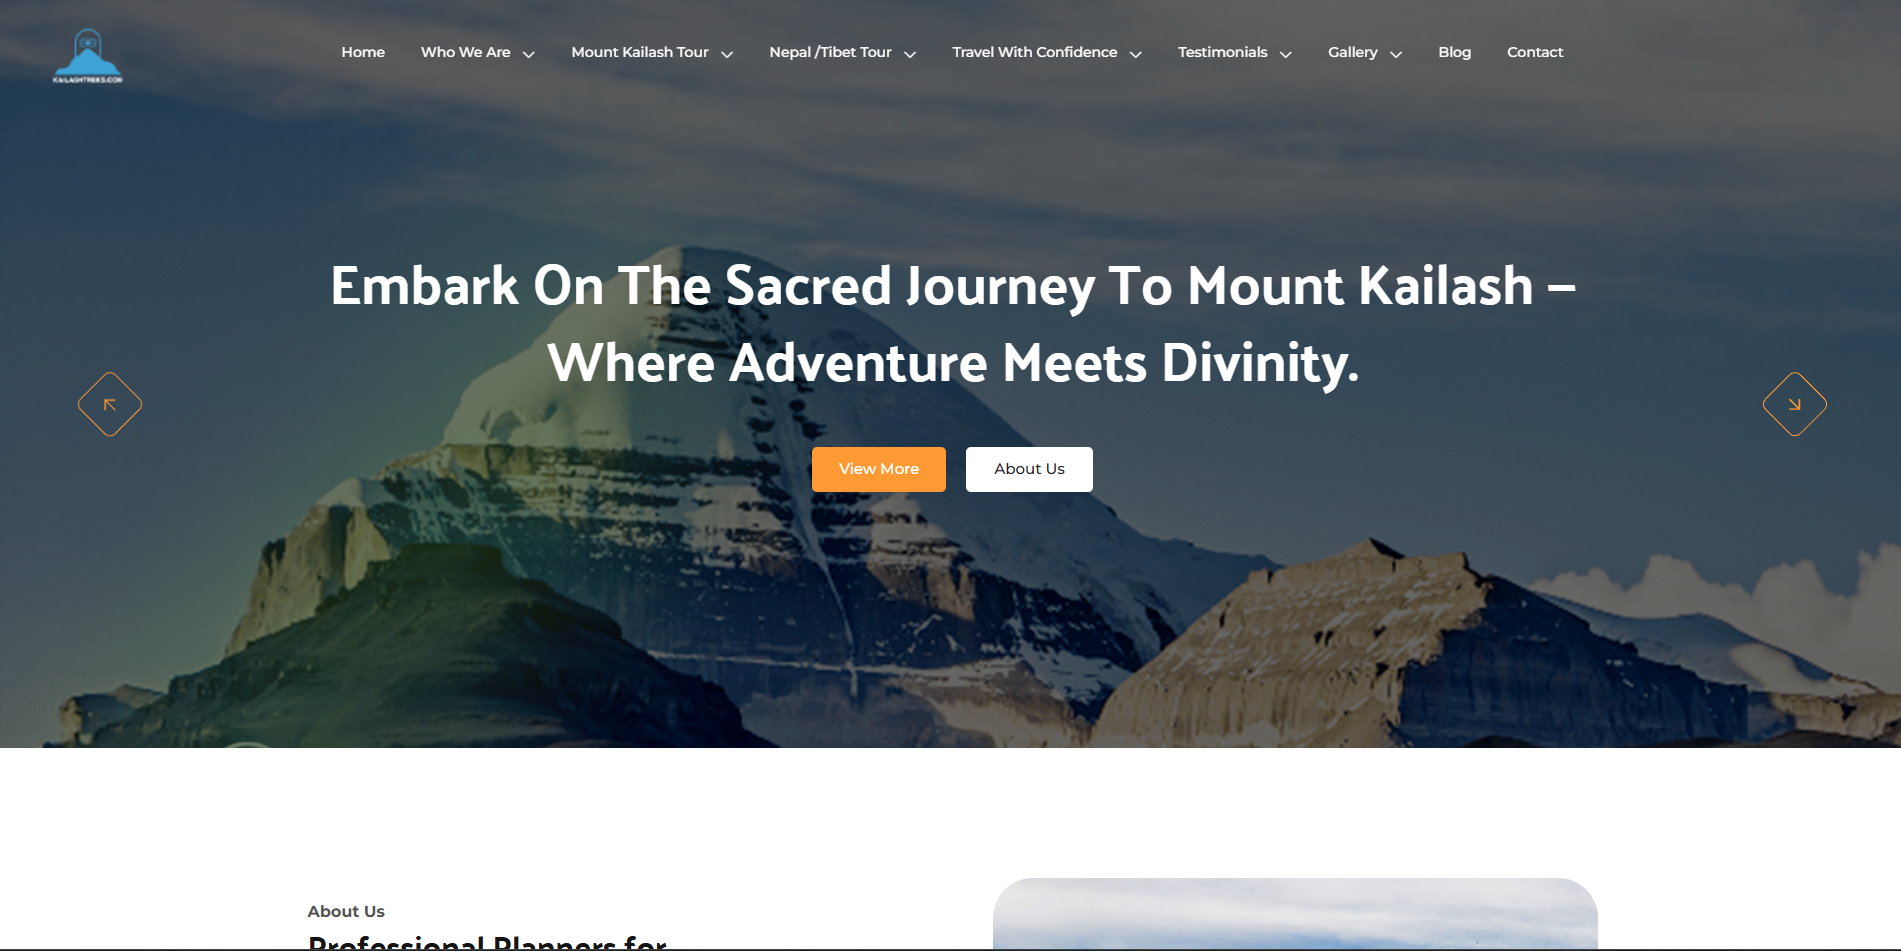 KAILASHTREKS.COM
Home Who We Are Mount Kailash Tour Nepal /Tibet Tour Travel With Confidence Testimonials Gallery Blog Contact
Embark On The Sacred Journey To Mount Kailash –
Where Adventure Meets Divinity.
View More About Us
About Us
Professional Planners for